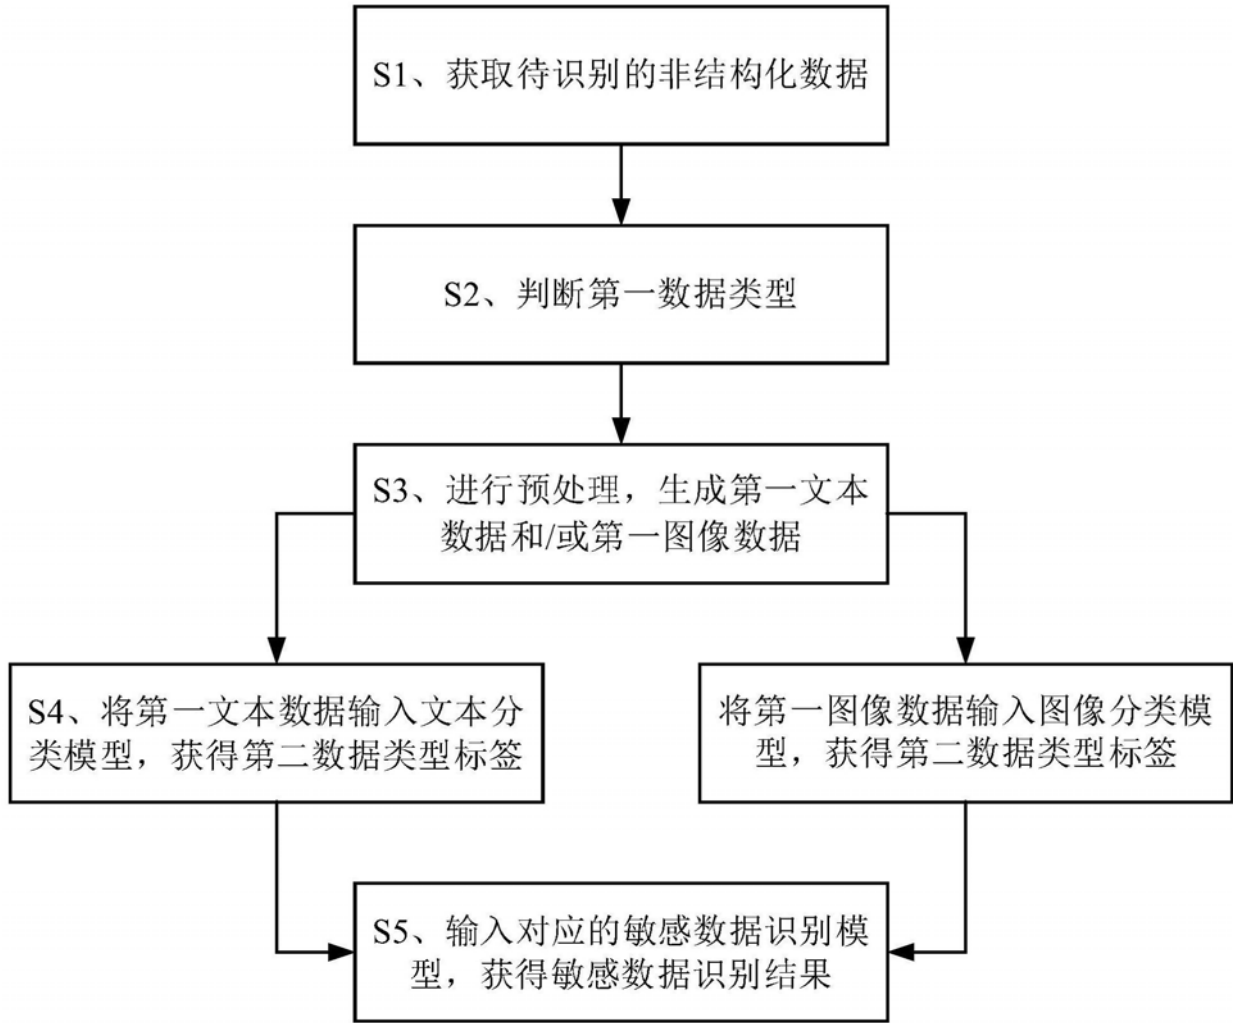 S1、获取待识别的非结构化数据
S2、判断第一数据类型
S3、进行预处理，生成第一文本
数据和/或第一图像数据
S4、将第一文本数据输入文本分
类模型，获得第二数据类型标签
将第一图像数据输入图像分类模
型，获得第二数据类型标签
S5、输入对应的敏感数据识别模
型，获得敏感数据识别结果